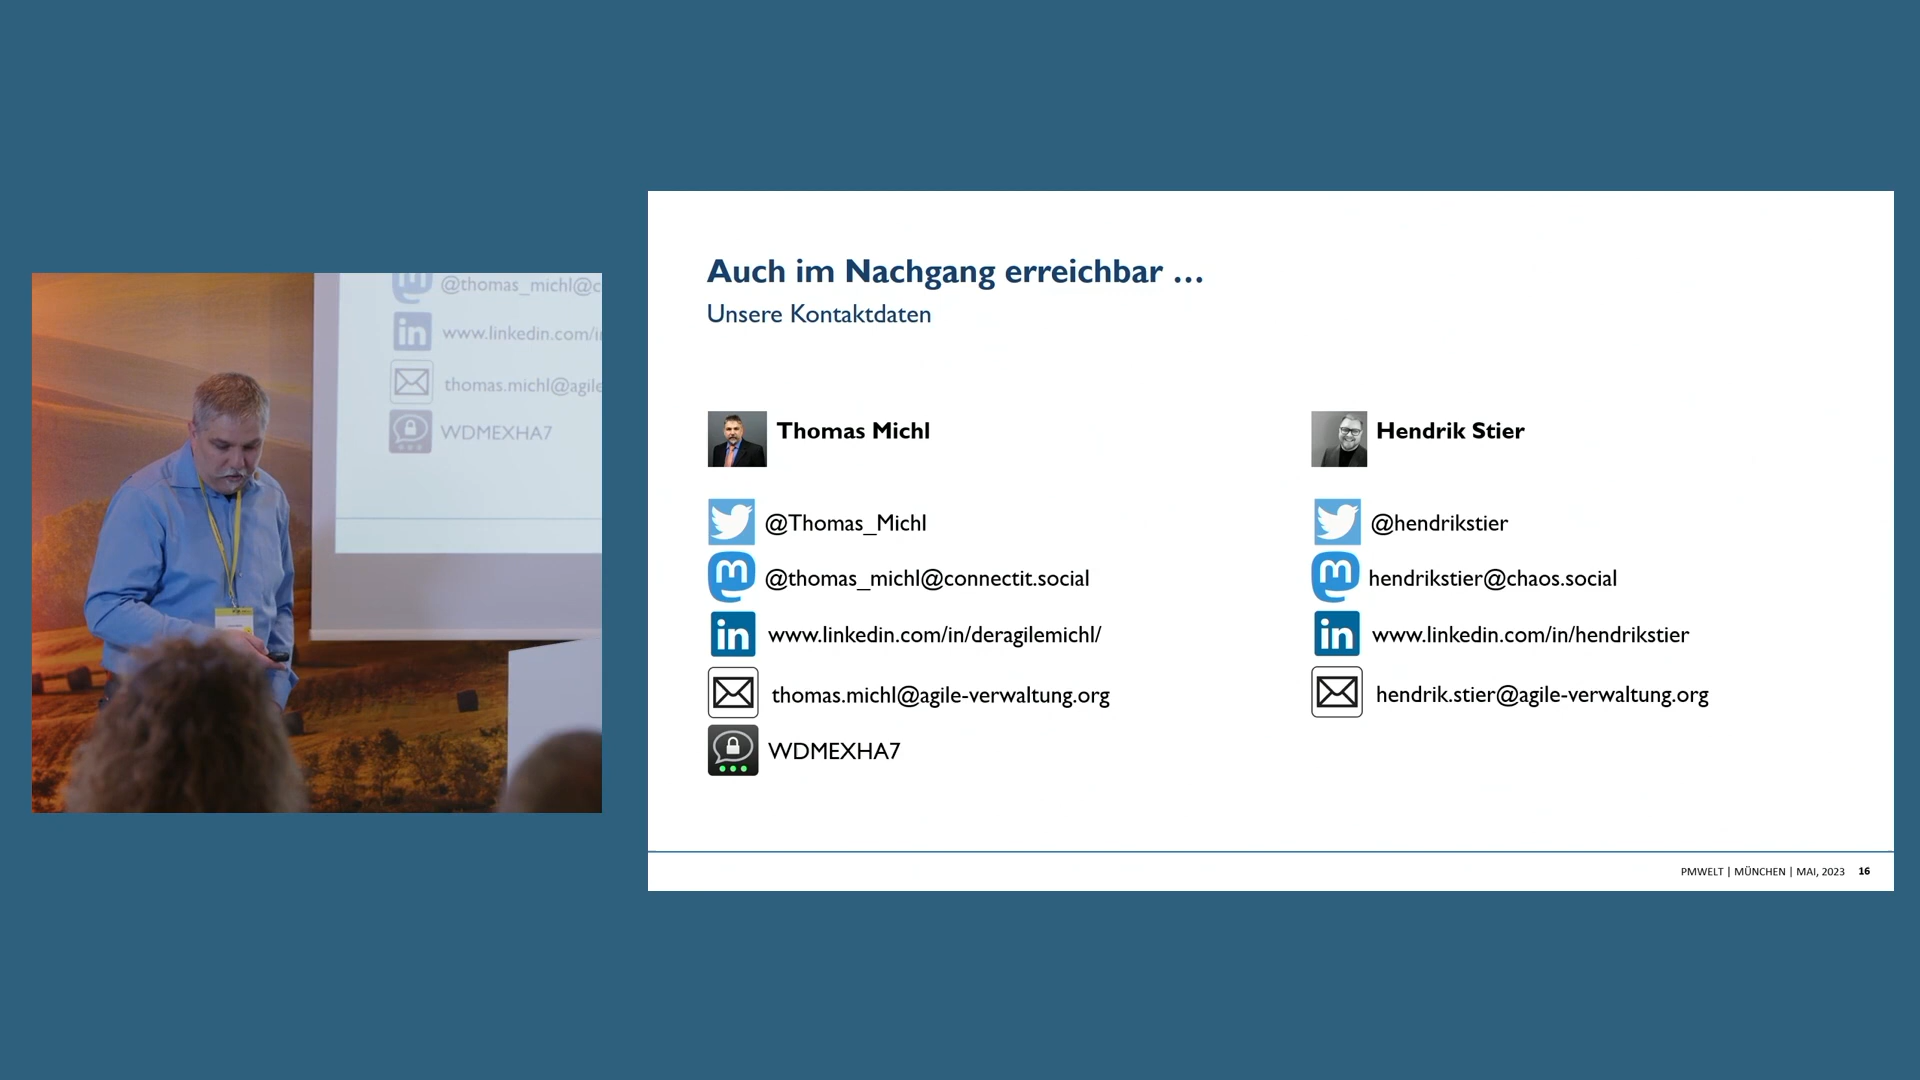 @thomas_michl@c
www.linkedin.com/i
thomas.michl@agile
WDMEXHA7
Auch im Nachgang erreichbar …
Unsere Kontaktdaten
Thomas Michl
@Thomas_Michl
@thomas_michl@connectit.social
in
www.linkedin.com/in/deragilemichl/
thomas.michl@agile-verwaltung.org
WDMEXHA7
Hendrik Stier
@hendrikstier
hendrikstier@chaos.social
in
www.linkedin.com/in/hendrikstier
hendrik.stier@agile-verwaltung.org
PMWELT | MÜNCHEN | MAI, 2023 16